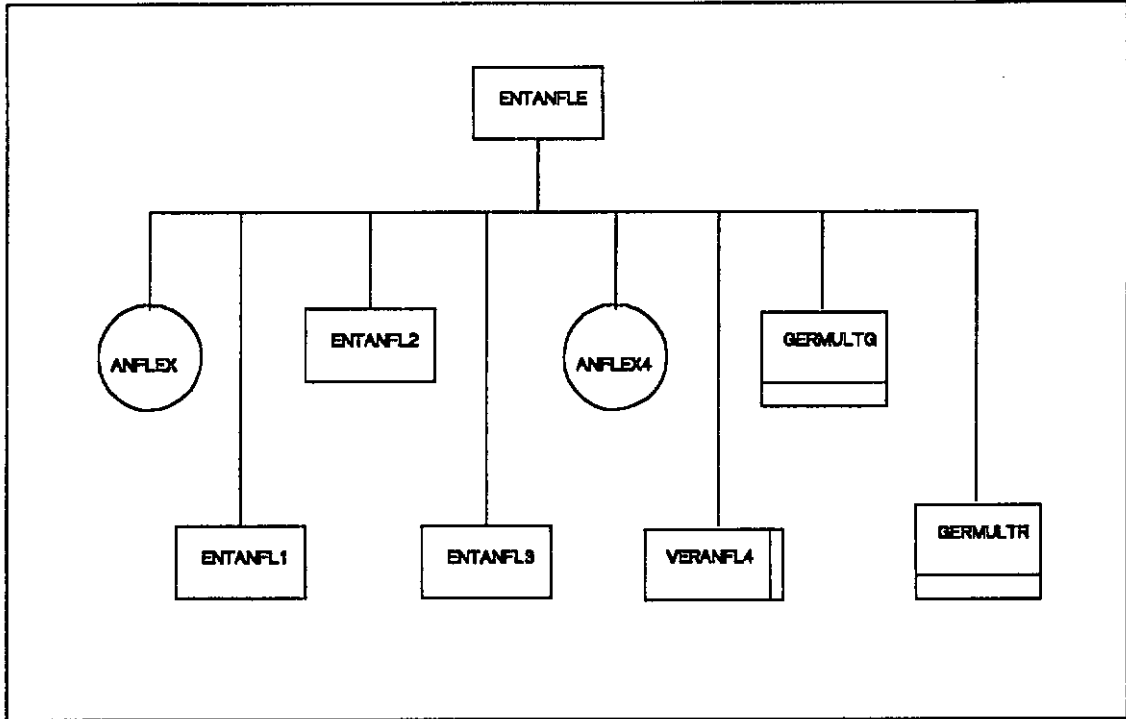 ENTANFLE
ENTANFL2
ANFLEX
ANFLEX4
GERMULTG
ENTANFL1
ENTANFL3
VERANFL4
GERMULTR